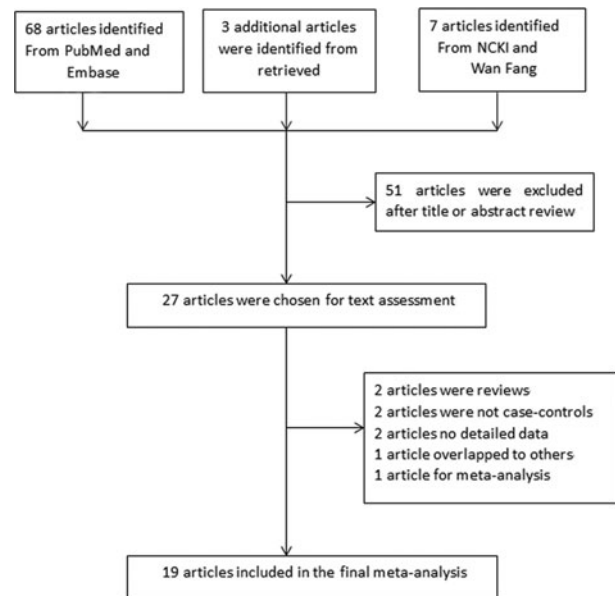 68 articles identified
From PubMed and
Embase
3 additional articles
were identified from
retrieved
7 articles identified
From NCKI and
Wan Fang
51 articles were excluded
after title or abstract review
27 articles were chosen for text assessment
2 articles were reviews
2 articles were not case-controls
2 articles no detailed data
1 article overlapped to others
1 article for meta-analysis
19 articles included in the final meta-analysis